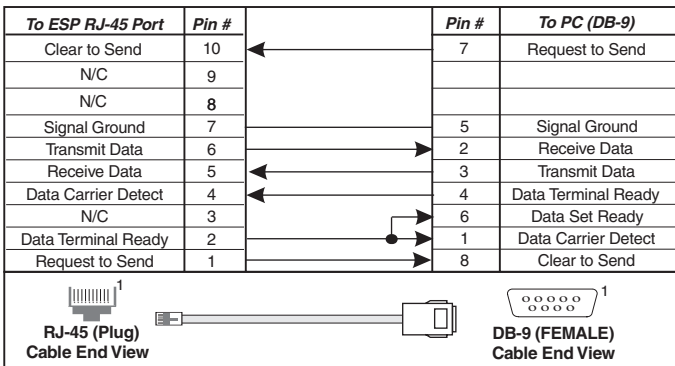 To ESP RJ-45 Port Pin # Pin # To PC (DB-9)
Clear to Send 10 7 Request to Send
N/C 9
N/C 8
Signal Ground 7 5 Signal Ground
Transmit Data 6 2 Receive Data
Receive Data 5 3 Transmit Data
Data Carrier Detect 4 4 Data Terminal Ready
N/C 3 6 Data Set Ready
Data Terminal Ready 2 1 Data Carrier Detect
Request to Send 1 8 Clear to Send
1 1
RJ-45 (Plug) DB-9 (FEMALE)
Cable End View Cable End View